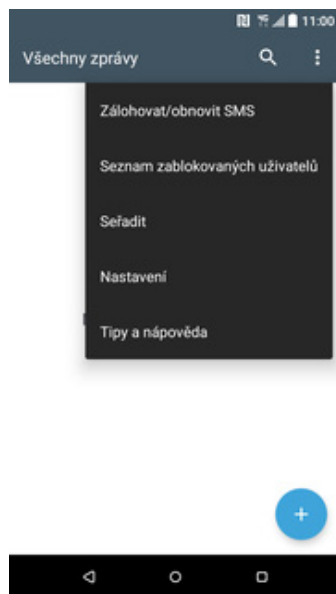 11:00
Všechny zprávy
Zálohovat/obnovit SMS
Seznam zablokovaných uživatelů
Seřadit
Nastavení
Tipy a nápověda